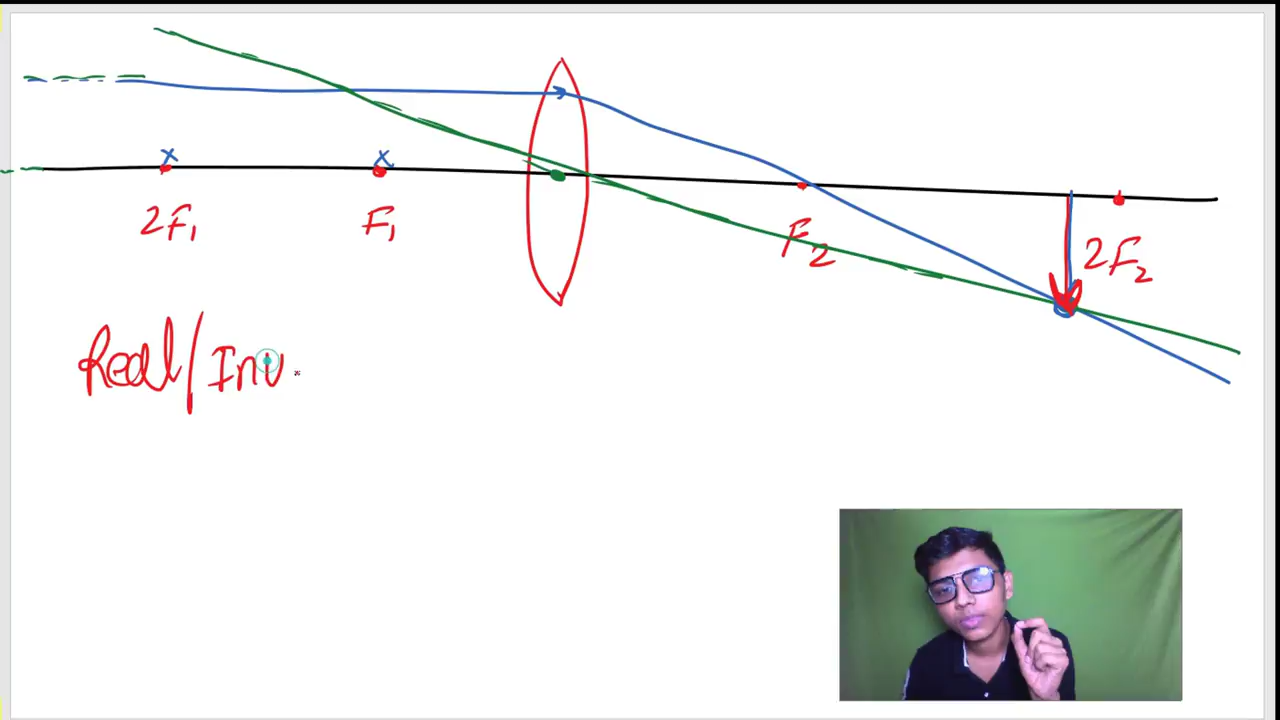 x x
2F₁ F₁ F₂ 2F₂
Real/Inv